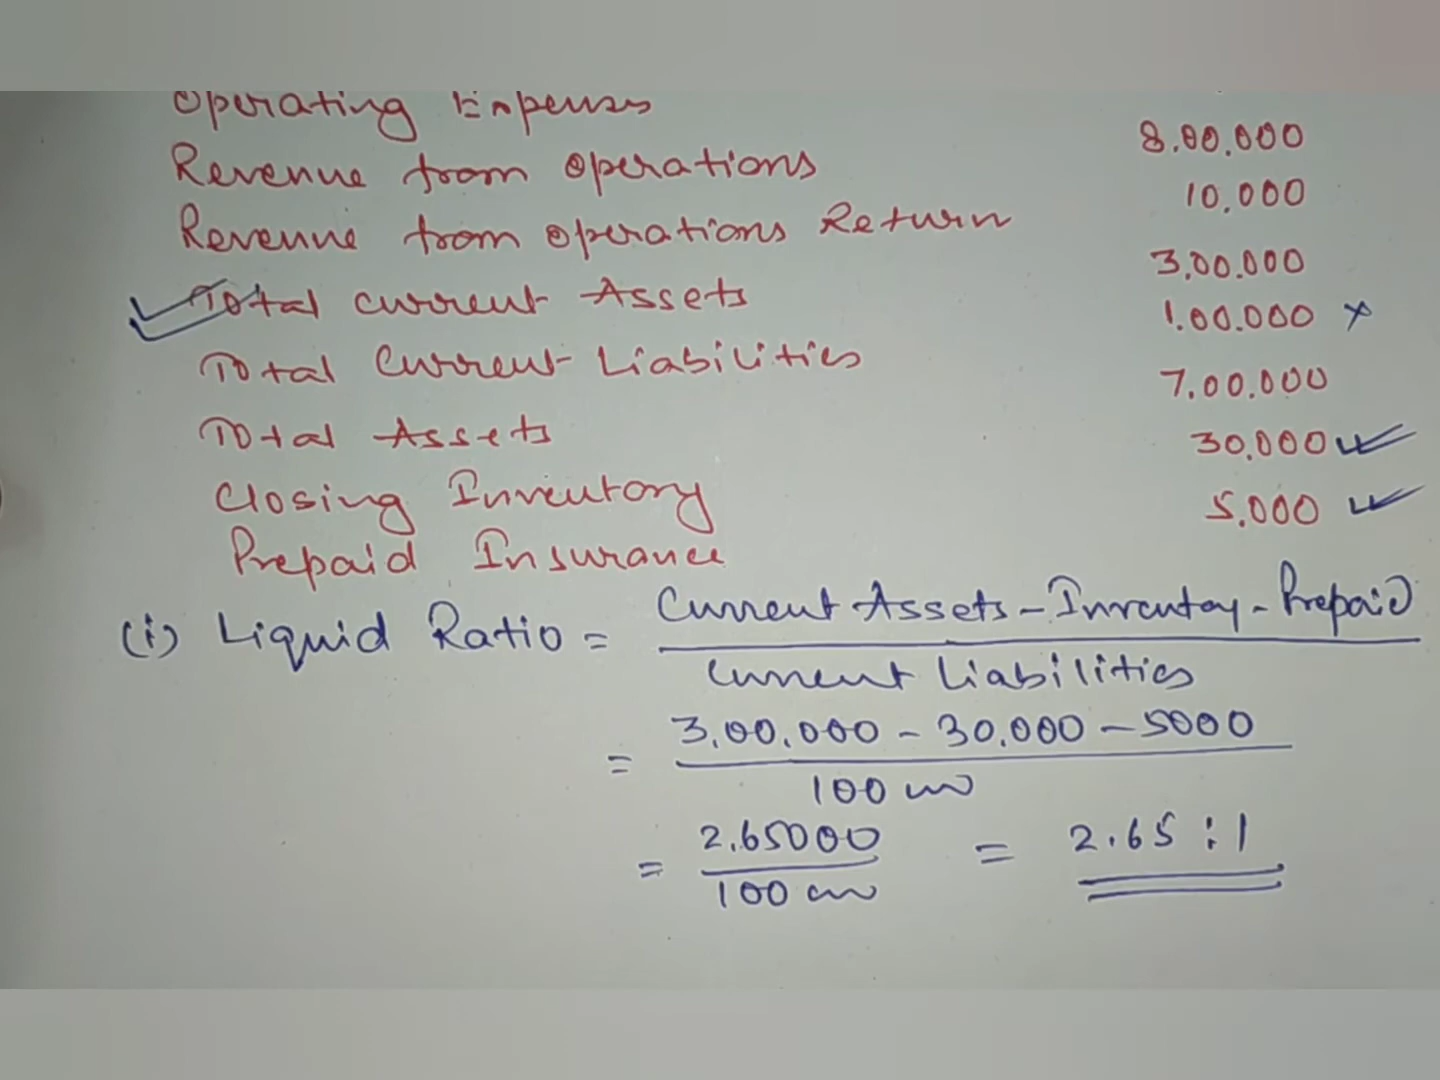 Operating Expenses
Revenue from operations 8.00.000
Revenue from operations Return 10.000
Total current Assets 3.00.000
Total Current Liabilities 1.00.000 ×
Total Assets 7.00.000
Closing Inventory 30.000
Prepaid Insurance 5.000
(i) Liquid Ratio = Current Assets - Inventory - Prepaid
Current Liabilities
= 3.00.000 - 30.000 - 5000
100
= 2.65000 = 2.65 : 1
100